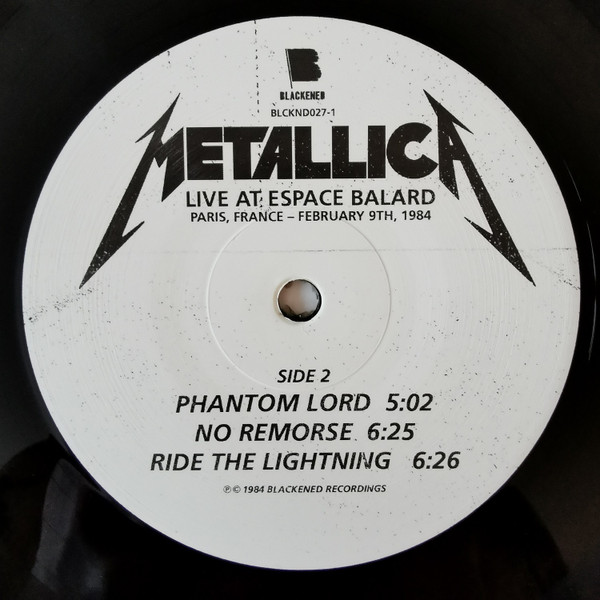 B
BLACKENED
BLCKND027-1
METALLICA
LIVE AT ESPACE BALARD
PARIS, FRANCE – FEBRUARY 9TH, 1984
SIDE 2
PHANTOM LORD 5:02
NO REMORSE 6:25
RIDE THE LIGHTNING 6:26
℗© 1984 BLACKENED RECORDINGS